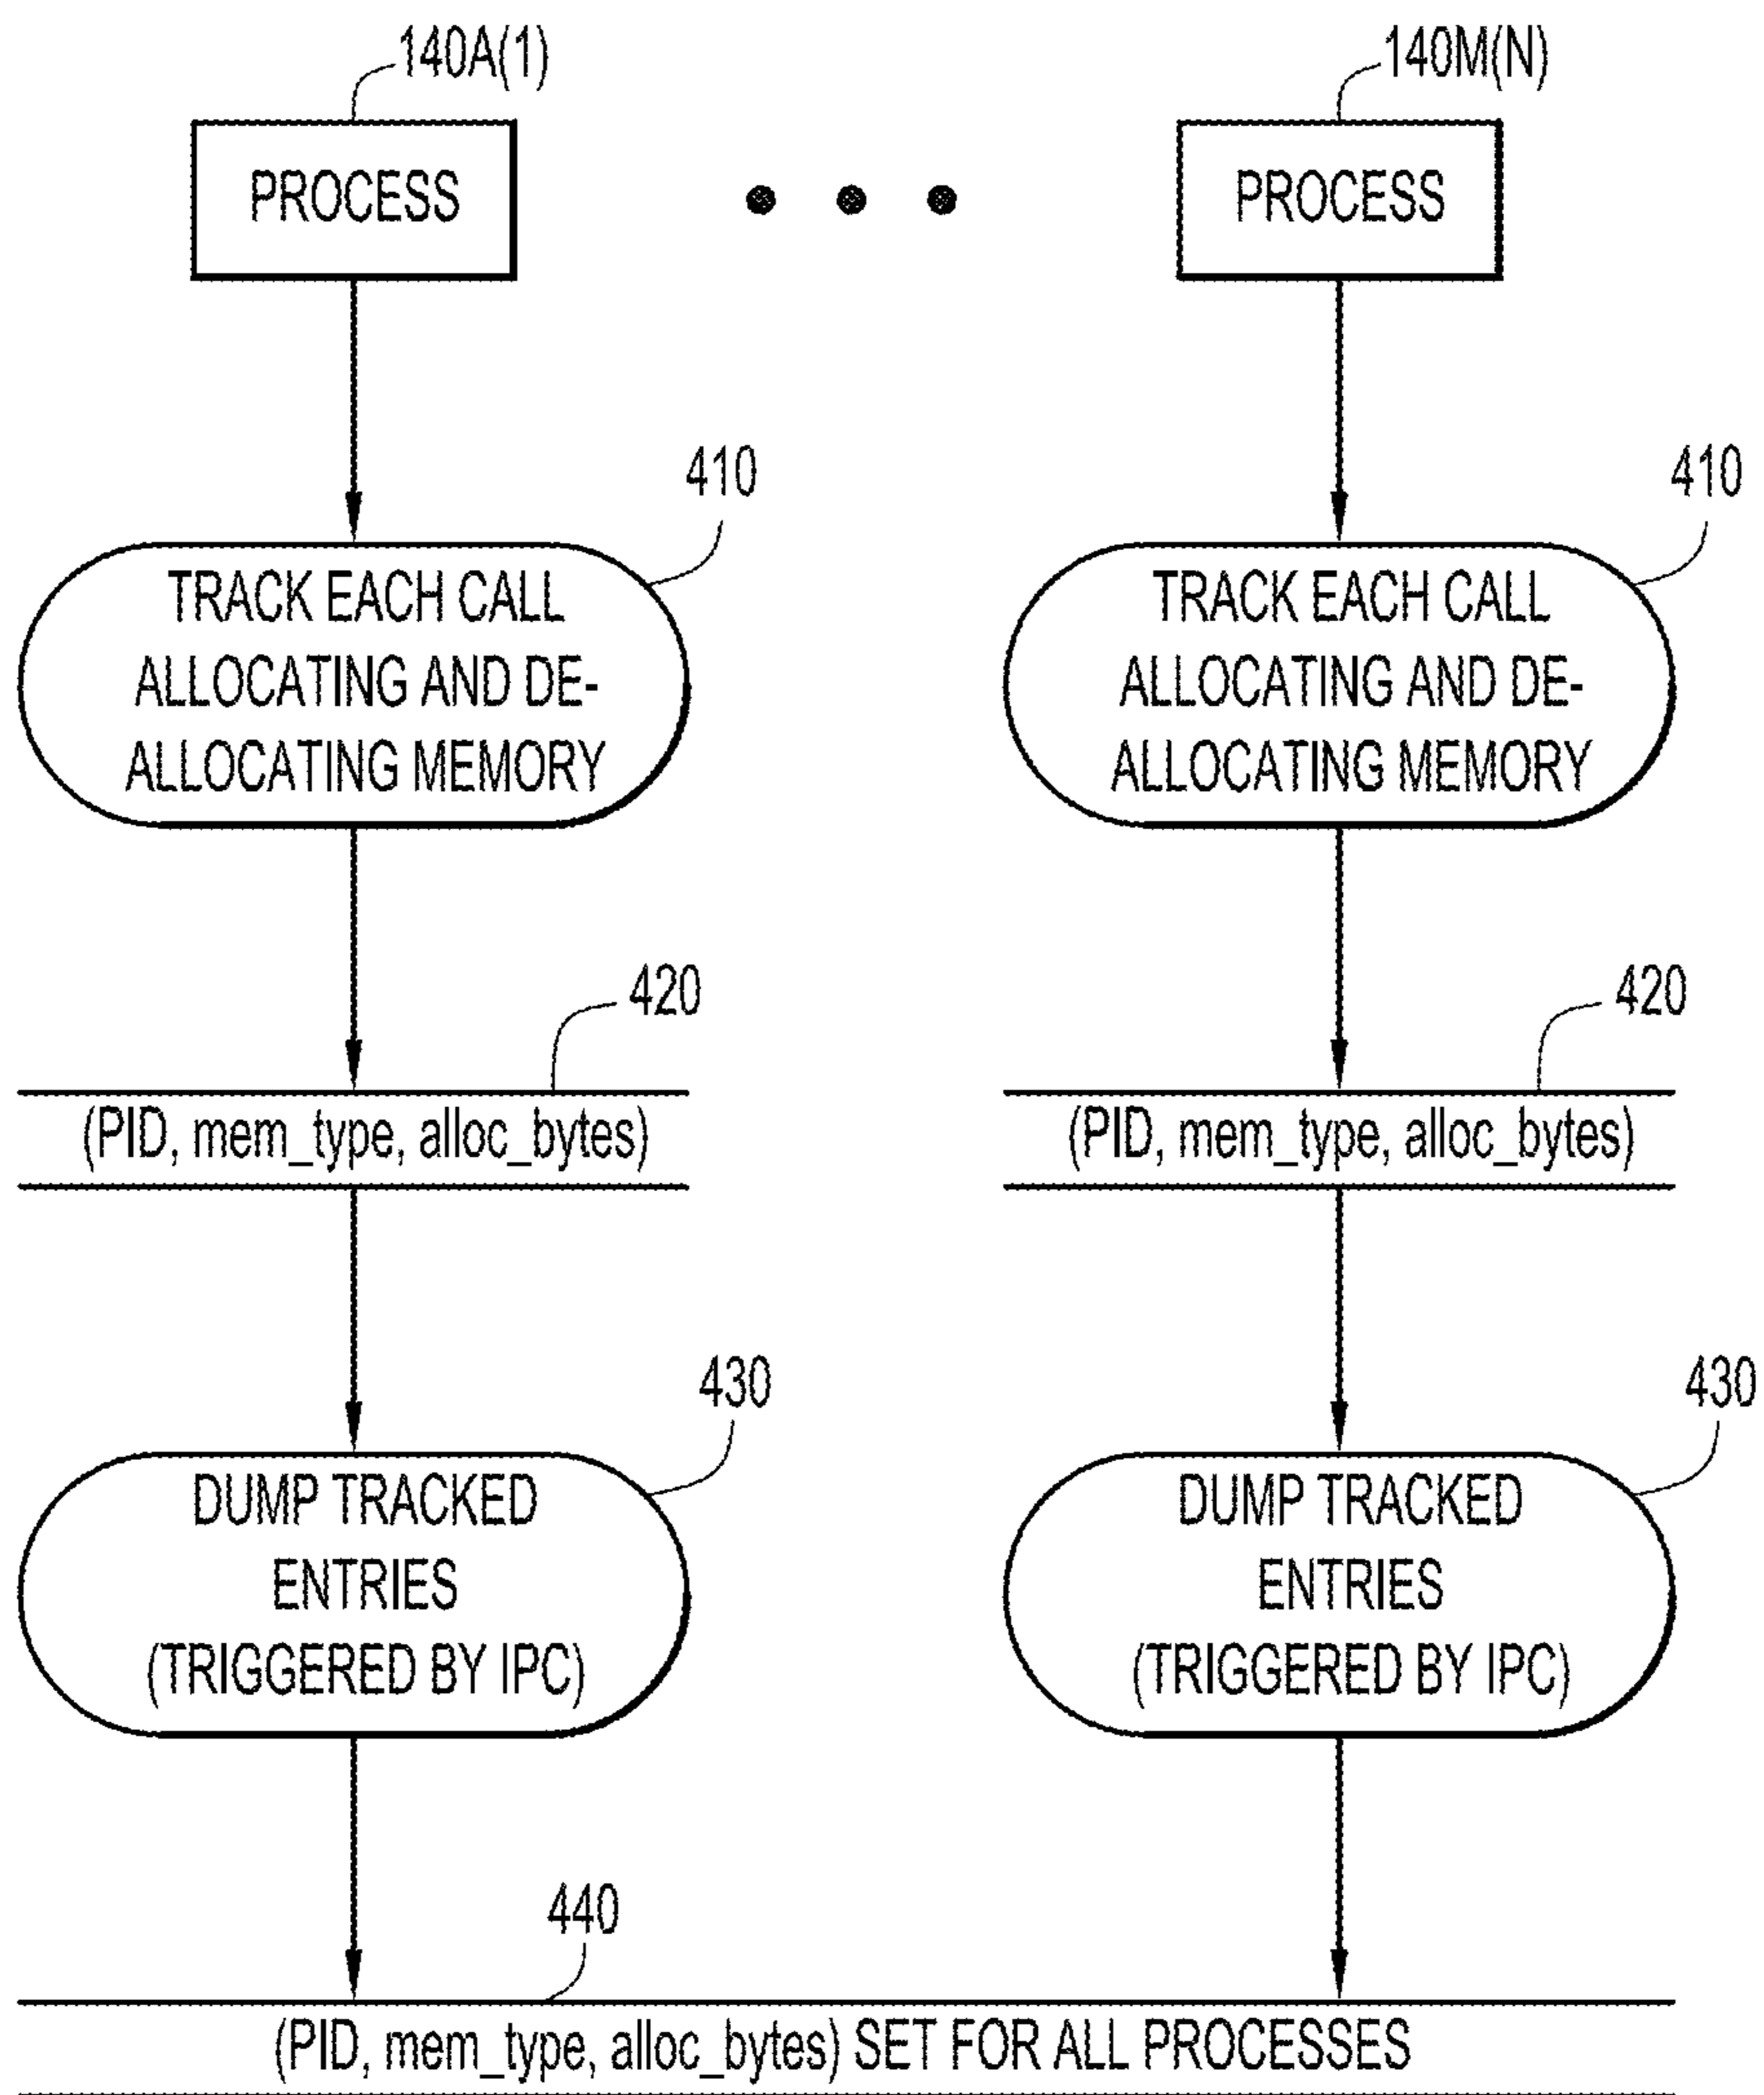 140A(1)
140M(N)
PROCESS
PROCESS
410
410
TRACK EACH CALL
ALLOCATING AND DE-
ALLOCATING MEMORY
TRACK EACH CALL
ALLOCATING AND DE-
ALLOCATING MEMORY
420
420
(PID, mem_type, alloc_bytes)
(PID, mem_type, alloc_bytes)
430
430
DUMP TRACKED
ENTRIES
(TRIGGERED BY IPC)
DUMP TRACKED
ENTRIES
(TRIGGERED BY IPC)
440
(PID, mem_type, alloc_bytes) SET FOR ALL PROCESSES